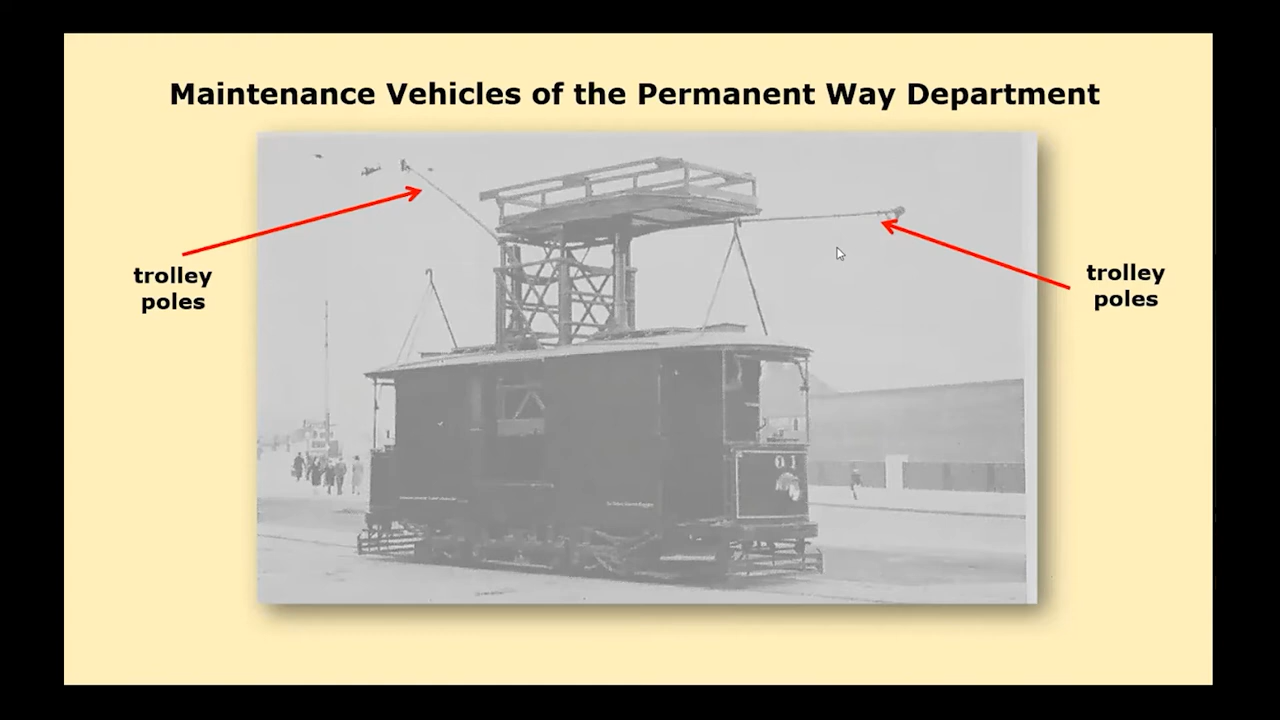 Maintenance Vehicles of the Permanent Way Department
trolley
poles
trolley
poles
01